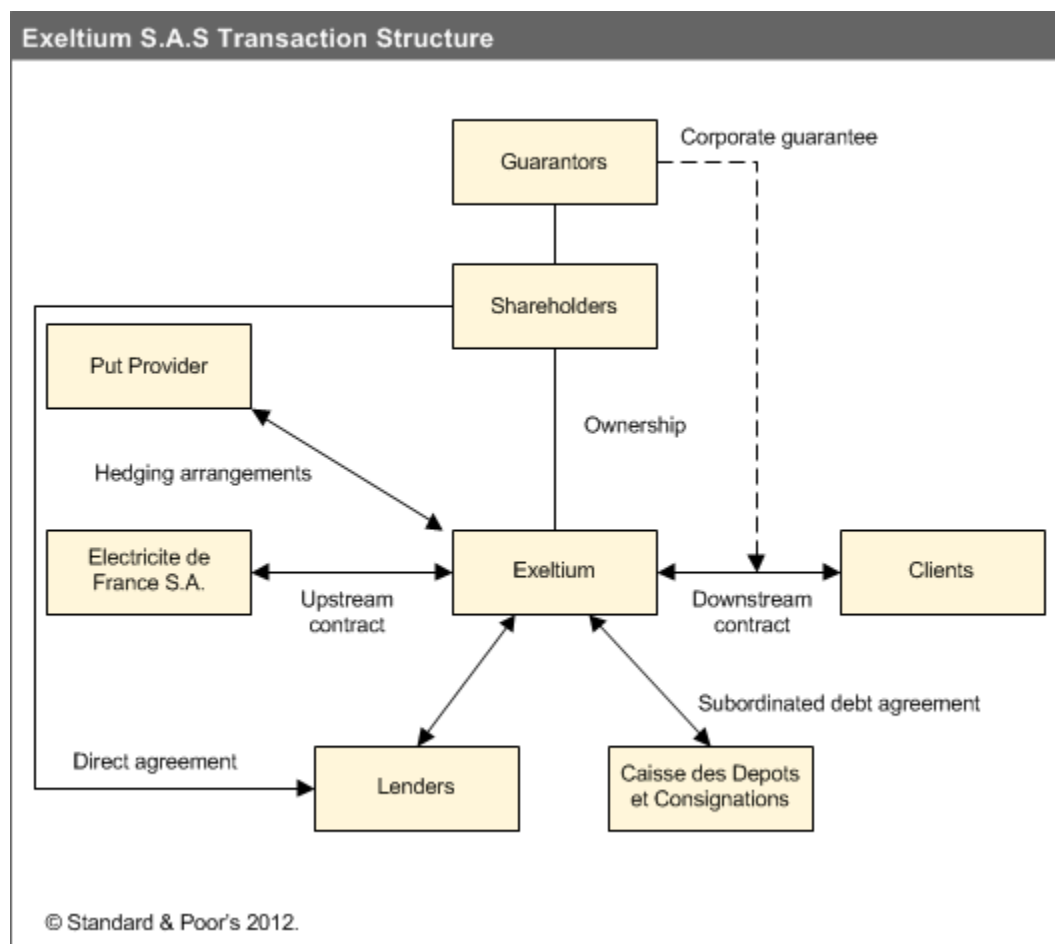 Exeltium S.A.S Transaction Structure
Corporate guarantee
Guarantors
Shareholders
Put Provider
Ownership
Hedging arrangements
Electricite de
France S.A.
Exeltium
Clients
Upstream
contract
Downstream
contract
Subordinated debt agreement
Direct agreement
Lenders
Caisse des Depots
et Consignations
© Standard & Poor's 2012.